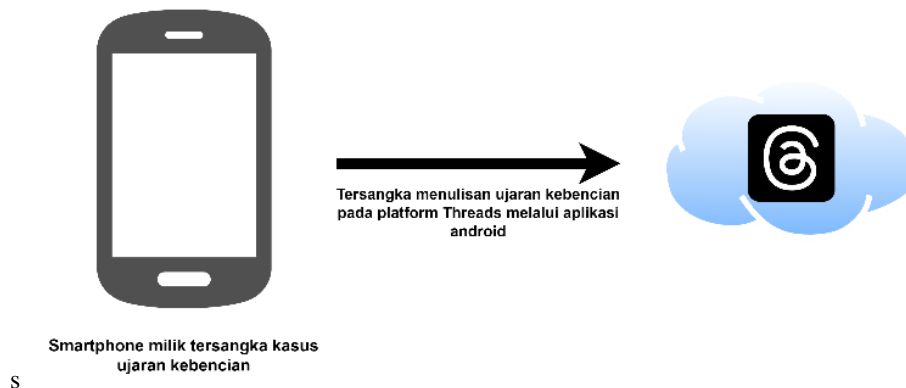 Tersangka menulisan ujaran kebencian
pada platform Threads melalui aplikasi
android
Smartphone milik tersangka kasus
ujaran kebencian
s